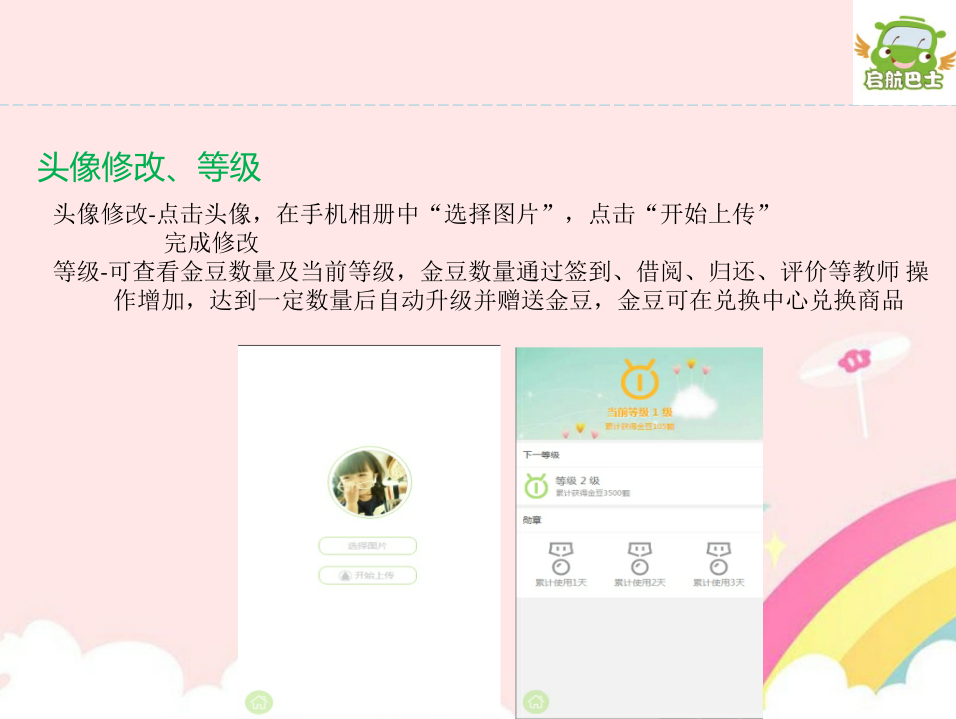 启航巴士
头像修改、等级
头像修改-点击头像，在手机相册中“选择图片”，点击“开始上传”
完成修改
等级-可查看金豆数量及当前等级，金豆数量通过签到、借阅、归还、评价等教师 操
作增加，达到一定数量后自动升级并赠送金豆，金豆可在兑换中心兑换商品
选择图片
开始上传
当前等级 1 级
累计获得金豆105颗
下一等级
等级 2 级
累计获得金豆3500颗
勋章
累计使用1天 累计使用2天 累计使用3天